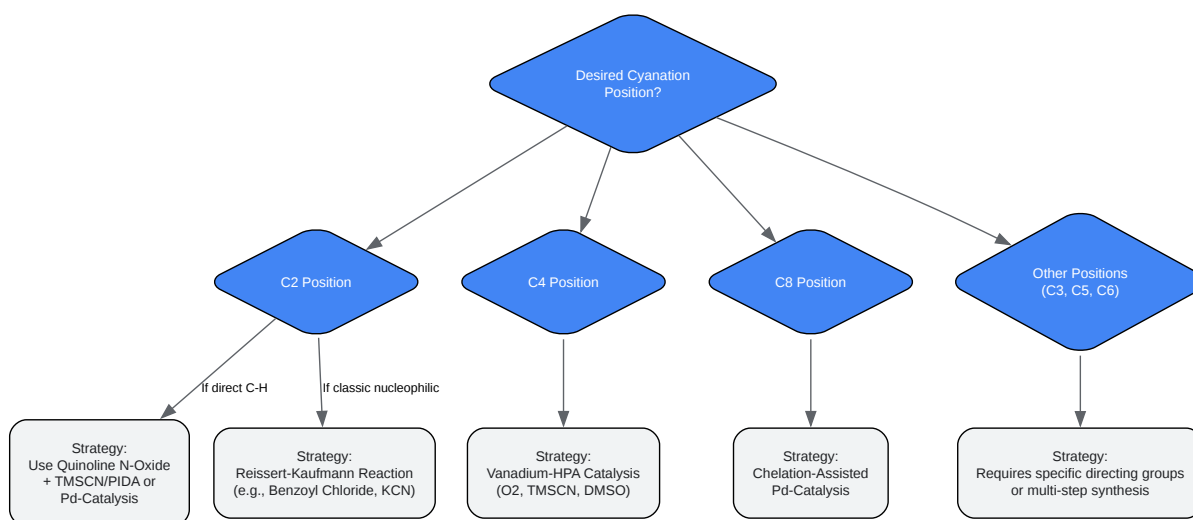 Desired Cyanation
Position?
C2 Position
C4 Position
C8 Position
Other Positions
(C3, C5, C6)
If direct C-H
If classic nucleophilic
Strategy:
Use Quinoline N-Oxide
+ TMSCN/PIDA or
Pd-Catalysis
Strategy:
Reissert-Kaufmann Reaction
(e.g., Benzoyl Chloride, KCN)
Strategy:
Vanadium-HPA Catalysis
(O2, TMSCN, DMSO)
Strategy:
Chelation-Assisted
Pd-Catalysis
Strategy:
Requires specific directing groups
or multi-step synthesis